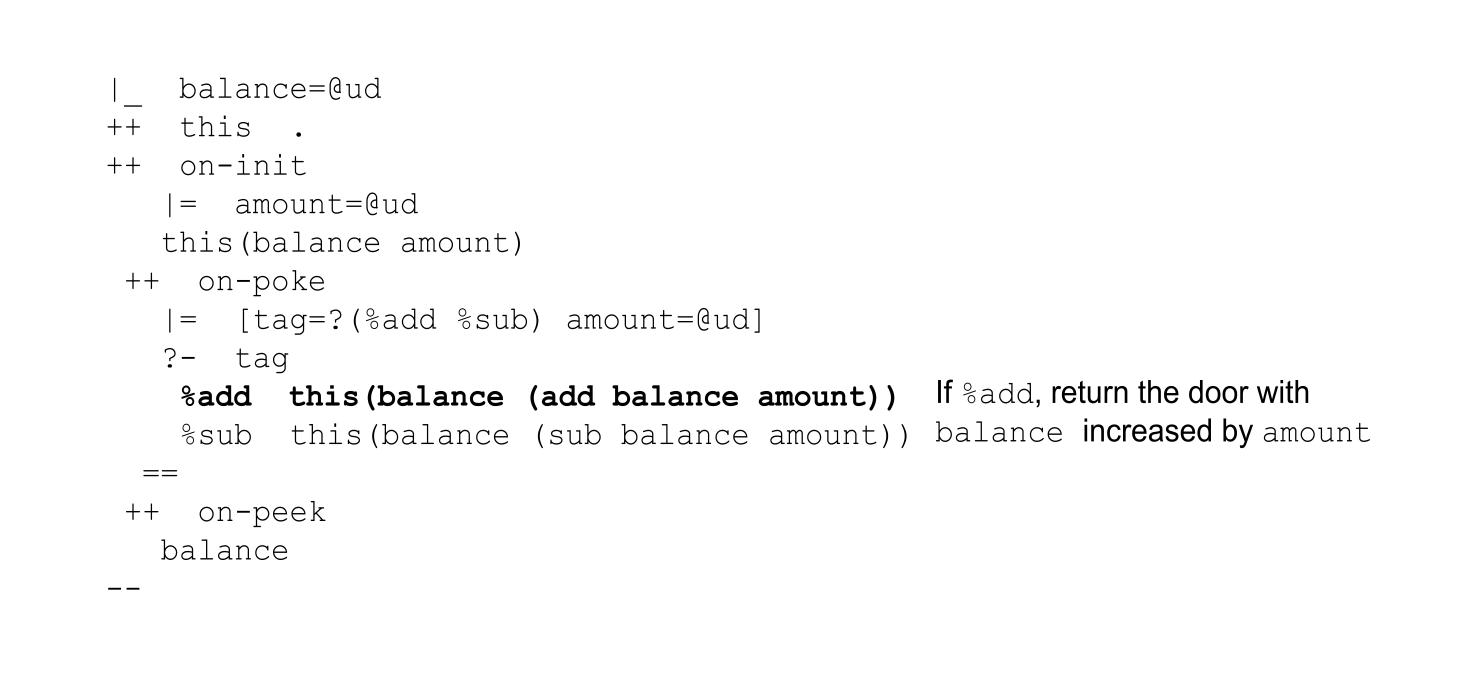 |_  balance=@ud
++  this  .
++  on-init
   |=  amount=@ud
   this(balance amount)
 ++  on-poke
   |=  [tag=?(%add %sub) amount=@ud]
   ?-  tag
    %add  this(balance (add balance amount))  If %add, return the door with
    %sub  this(balance (sub balance amount))  balance increased by amount
  ==
 ++  on-peek
   balance
--